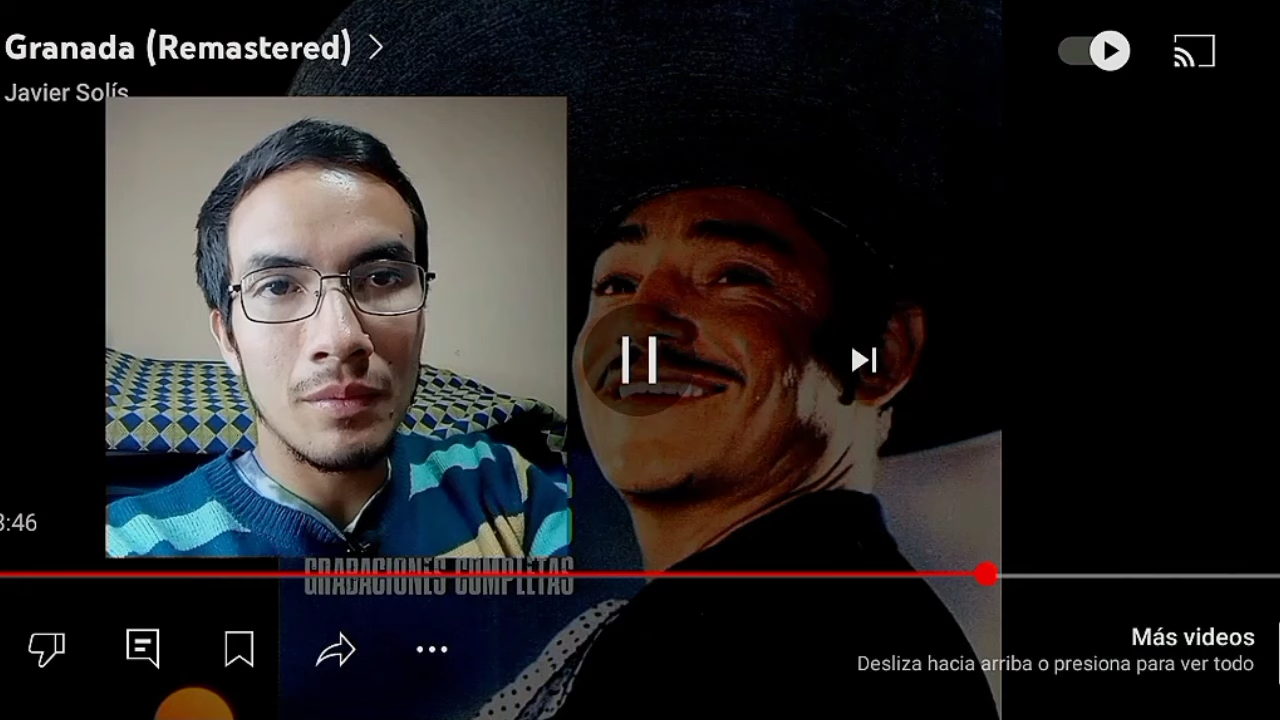 Granada (Remastered)
Javier Solís
3:46
GRABACIONES COMPLETAS
Más videos
Desliza hacia arriba o presiona para ver todo